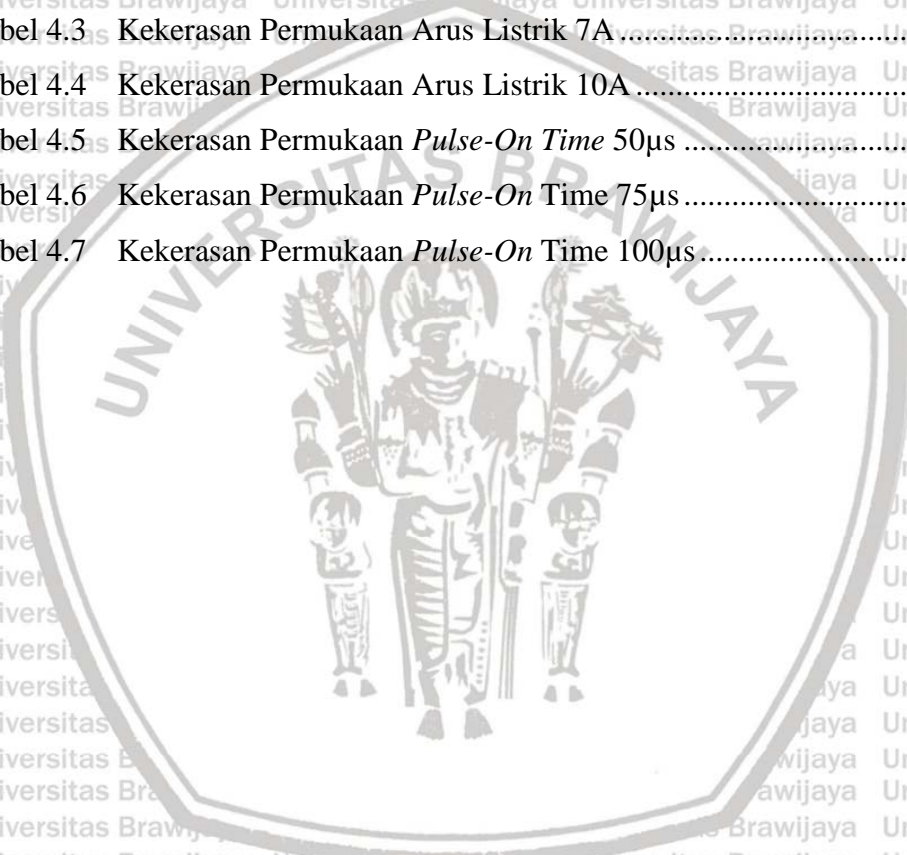 bel 4.3 Kekerasan Permukaan Arus Listrik 7A ...................................
bel 4.4 Kekerasan Permukaan Arus Listrik 10A ..................................
bel 4.5 Kekerasan Permukaan Pulse-On Time 50µs ............................
bel 4.6 Kekerasan Permukaan Pulse-On Time 75µs ............................
bel 4.7 Kekerasan Permukaan Pulse-On Time 100µs ..........................
UNIVERSITAS BRAWIJAYA